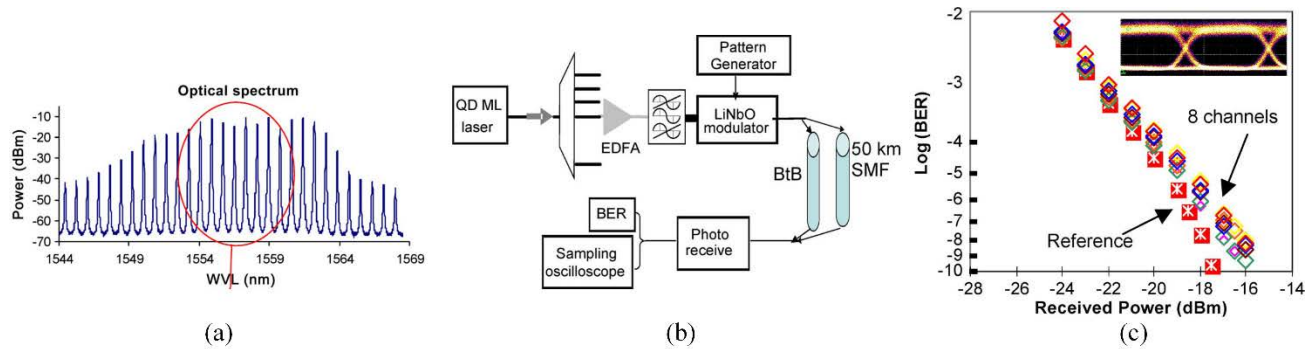 Optical spectrum
Power (dBm)
-10
-20
-30
-40
-50
-60
-70
1544
1549
1554
1559
1564
1569
WVL (nm)
(a)
QD ML
laser
EDFA
Pattern
Generator
LiNbO
modulator
BtB
50 km
SMF
BER
Sampling
oscilloscope
Photo
receive
(b)
Log (BER)
-2
-3
-4
-5
-6
-7
-8
-9
-10
8 channels
Reference
-28
-26
-24
-22
-20
-18
-16
-14
Received Power (dBm)
(c)